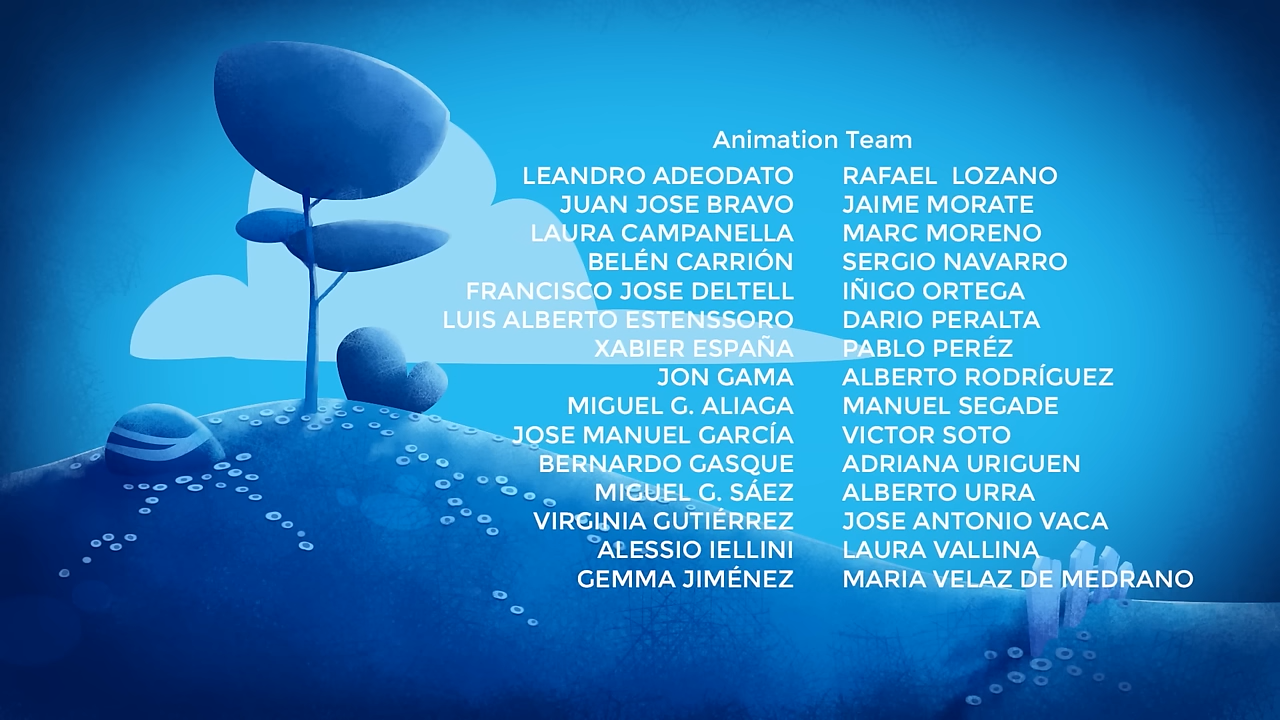 Animation Team
LEANDRO ADEODATO RAFAEL LOZANO
JUAN JOSE BRAVO JAIME MORATE
LAURA CAMPANELLA MARC MORENO
BELÉN CARRIÓN SERGIO NAVARRO
FRANCISCO JOSE DELTELL IÑIGO ORTEGA
LUIS ALBERTO ESTENSSORO DARIO PERALTA
XABIER ESPAÑA PABLO PERÉZ
JON GAMA ALBERTO RODRÍGUEZ
MIGUEL G. ALIAGA MANUEL SEGADE
JOSE MANUEL GARCÍA VICTOR SOTO
BERNARDO GASQUE ADRIANA URIGUEN
MIGUEL G. SÁEZ ALBERTO URRA
VIRGINIA GUTIÉRREZ JOSE ANTONIO VACA
ALESSIO IELLINI LAURA VALLINA
GEMMA JIMÉNEZ MARIA VELAZ DE MEDRANO